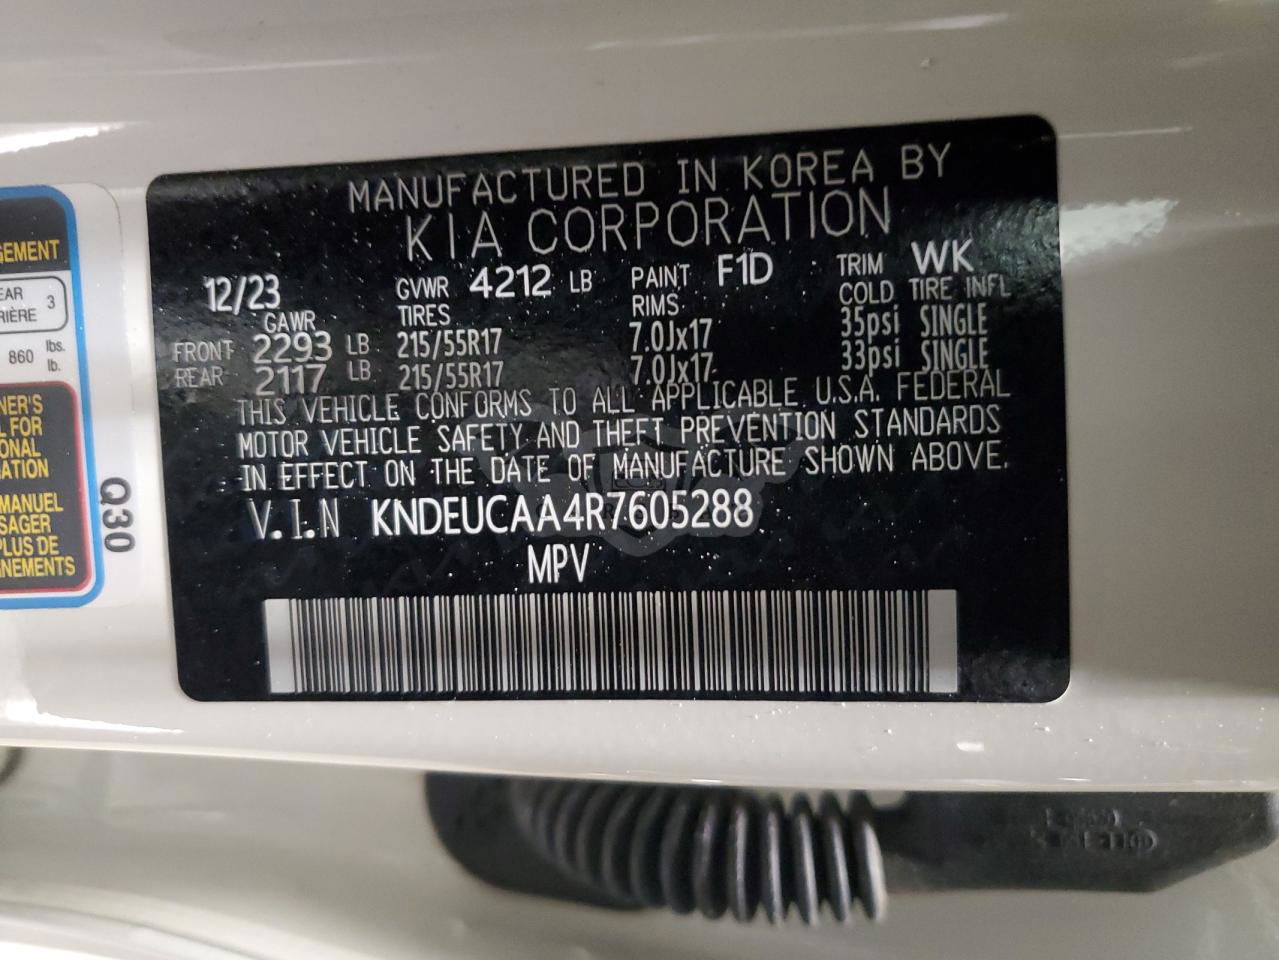 MANUFACTURED IN KOREA BY
KIA CORPORATION
12/23 GVWR 4212 LB PAINT F1D TRIM WK
GAWR TIRES RIMS COLD TIRE INFL
FRONT 2293 LB 215/55R17 7.0Jx17 35psi SINGLE
REAR 2117 LB 215/55R17 7.0Jx17 33psi SINGLE
THIS VEHICLE CONFORMS TO ALL APPLICABLE U.S.A. FEDERAL
MOTOR VEHICLE SAFETY AND THEFT PREVENTION STANDARDS
IN EFFECT ON THE DATE OF MANUFACTURE SHOWN ABOVE.
V.I.N KNDEUCAA4R7605288
MPV
GEMENT
EAR 3
RIÈRE
860 lbs.
lb.
NER'S
L FOR
ONAL
ATION
MANUEL
SAGER
PLUS DE
GNEMENTS
Q30